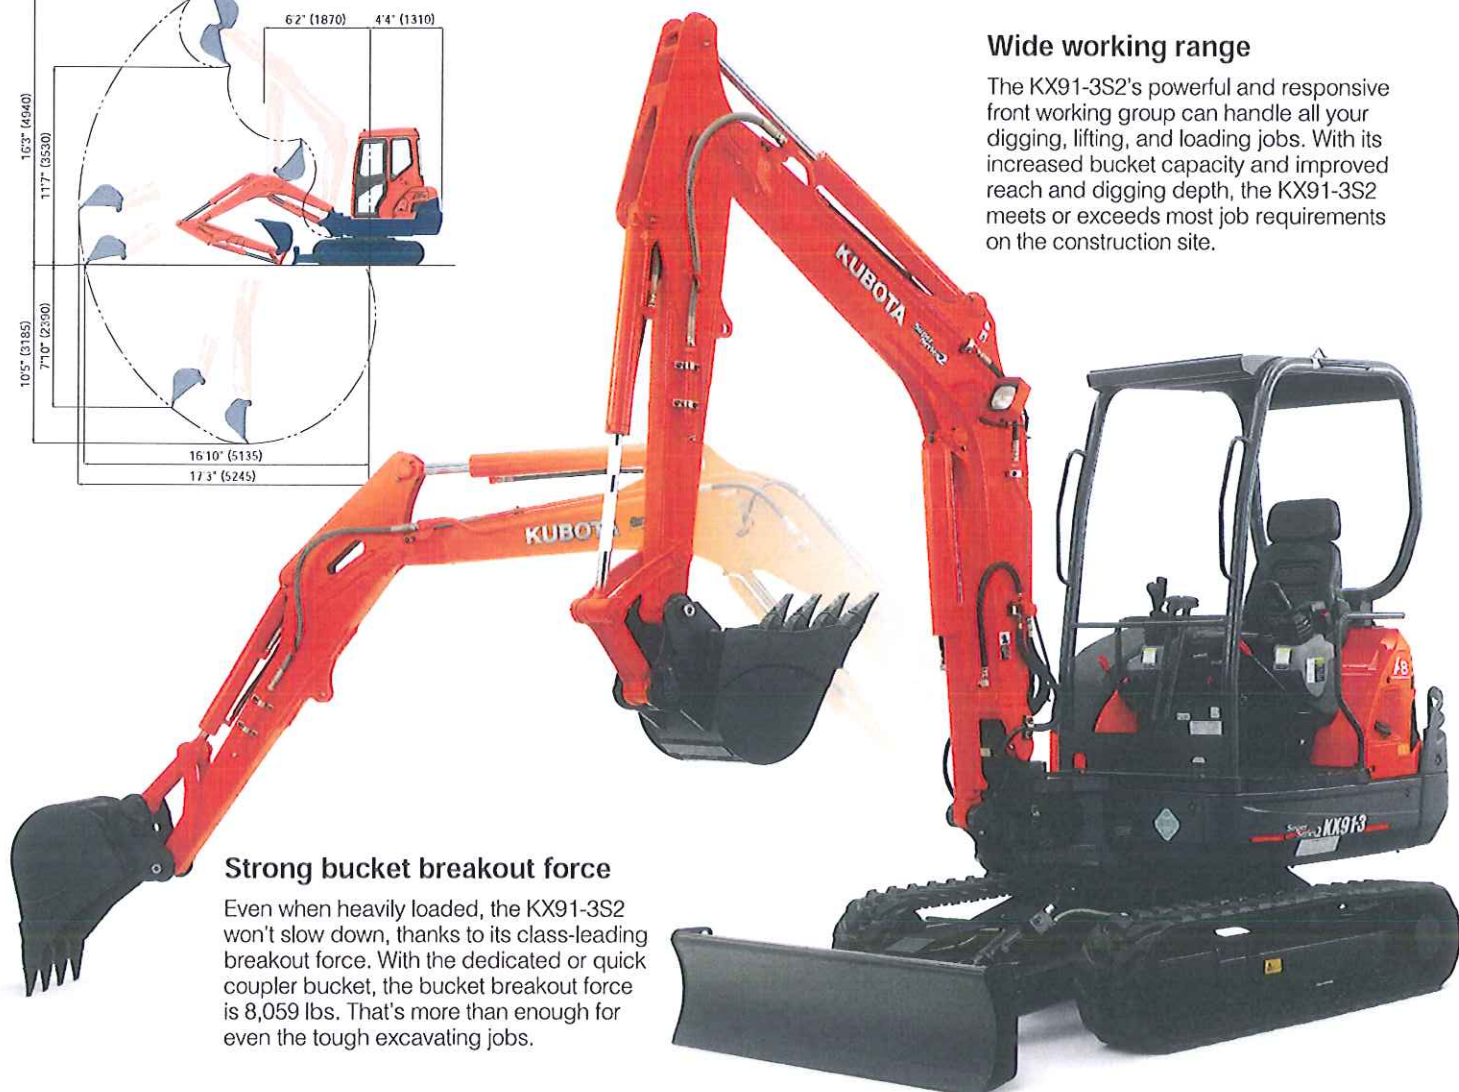 6'2" (1870)
4'4" (1310)
16'3" (4940)
11'7" (3530)
10'5" (3185)
7'10" (2390)
16'10" (5135)
17'3" (5245)
Wide working range
The KX91-3S2's powerful and responsive
front working group can handle all your
digging, lifting, and loading jobs. With its
increased bucket capacity and improved
reach and digging depth, the KX91-3S2
meets or exceeds most job requirements
on the construction site.
KUBOTA
Super
Series 2
KUBOTA
Super
Series 2 KX91-3
Strong bucket breakout force
Even when heavily loaded, the KX91-3S2
won't slow down, thanks to its class-leading
breakout force. With the dedicated or quick
coupler bucket, the bucket breakout force
is 8,059 lbs. That's more than enough for
even the tough excavating jobs.